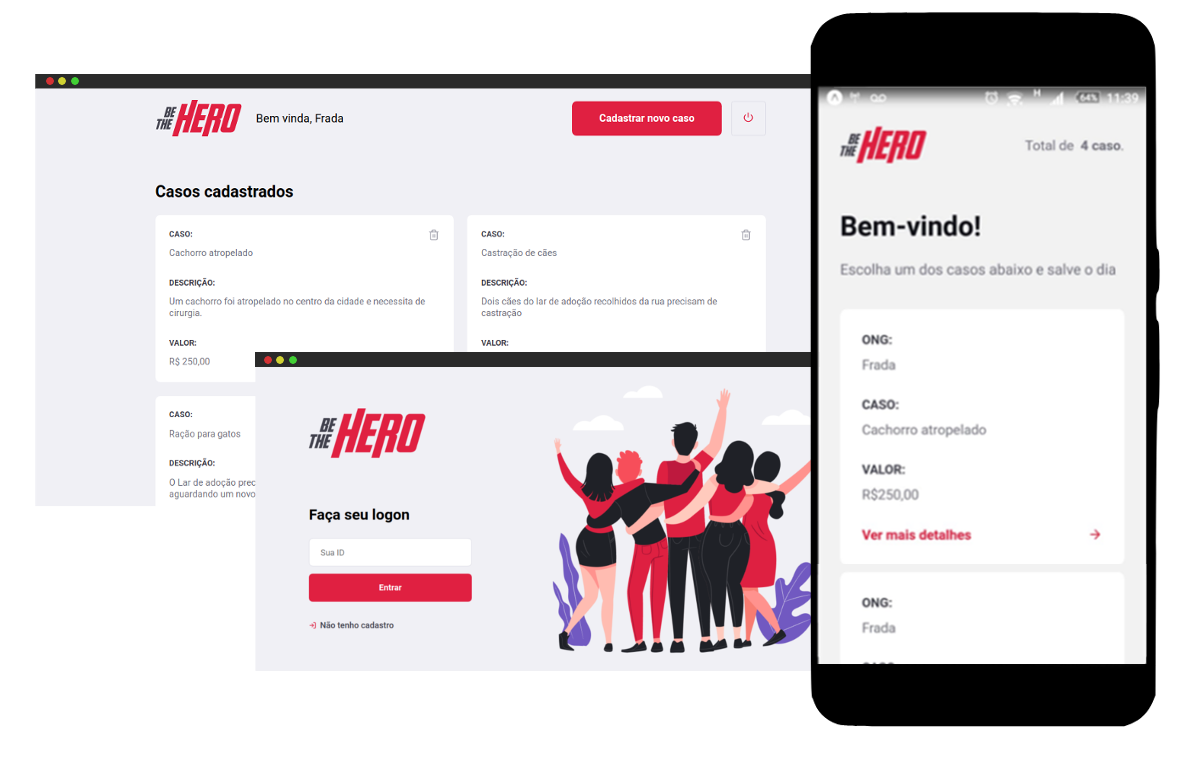 BE THE HERO
Bem vinda, Frada
Cadastrar novo caso
Casos cadastrados
CASO:
Cachorro atropelado
DESCRIÇÃO:
Um cachorro foi atropelado no centro da cidade e necessita de
cirurgia.
VALOR:
R$ 250,00
CASO:
Castração de cães
DESCRIÇÃO:
Dois cães do lar de adoção recolhidos da rua precisam de
castração
VALOR:
CASO:
Ração para gatos
DESCRIÇÃO:
O Lar de adoção prec
aguardando um novo
BE THE HERO
Faça seu logon
Sua ID
Entrar
Não tenho cadastro
H
64%
11:39
BE THE HERO
Total de 4 caso.
Bem-vindo!
Escolha um dos casos abaixo e salve o dia
ONG:
Frada
CASO:
Cachorro atropelado
VALOR:
R$250,00
Ver mais detalhes
ONG:
Frada